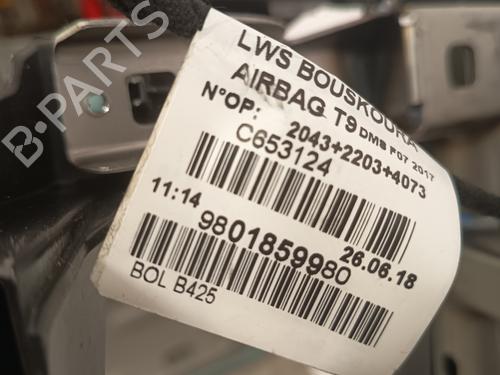 LWS BOUSKOURA
AIRBAG T9 DMS F07 2017
N°OP: 2043+2203+4073
C653124
11:14
26.06.18
9801859980
BOL B425
B-PARTS